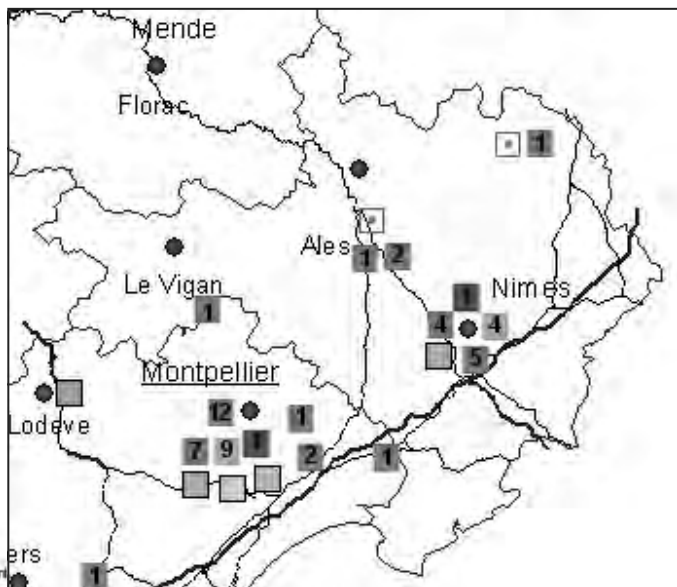 Mende
Florac
1
Ales
1 2
Le Vigan
Nimes
1
1
4 4
5
Montpellier
12 1
Lodeve
7 9 1 2 1
ers
1